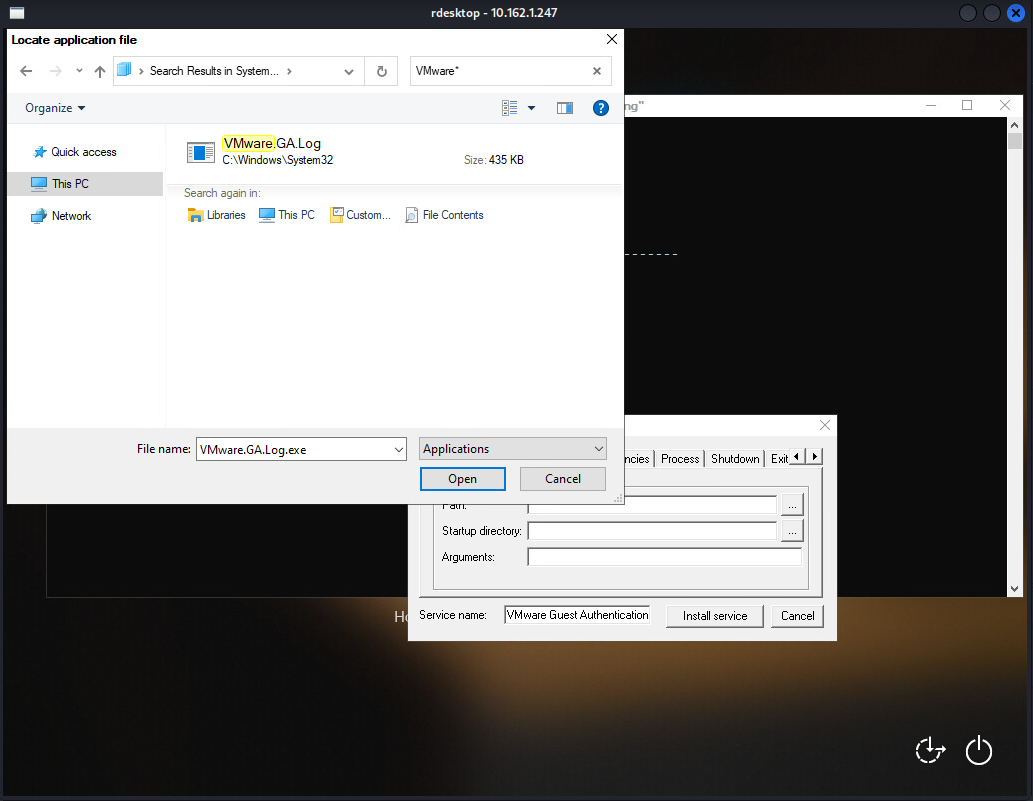 rdesktop - 10.162.1.247
Locate application file
Search Results in System...
VMware*
Organize
ng"
VMware.GA.Log
C:\Windows\System32
Size: 435 KB
Quick access
This PC
Network
Search again in:
Libraries
This PC
Custom...
File Contents
-------
File name:
VMware.GA.Log.exe
Applications
Open
Cancel
ncies
Process
Shutdown
Exit
Path:
...
Startup directory:
...
Arguments:
Service name:
VMware Guest Authentication
Install service
Cancel
Ho